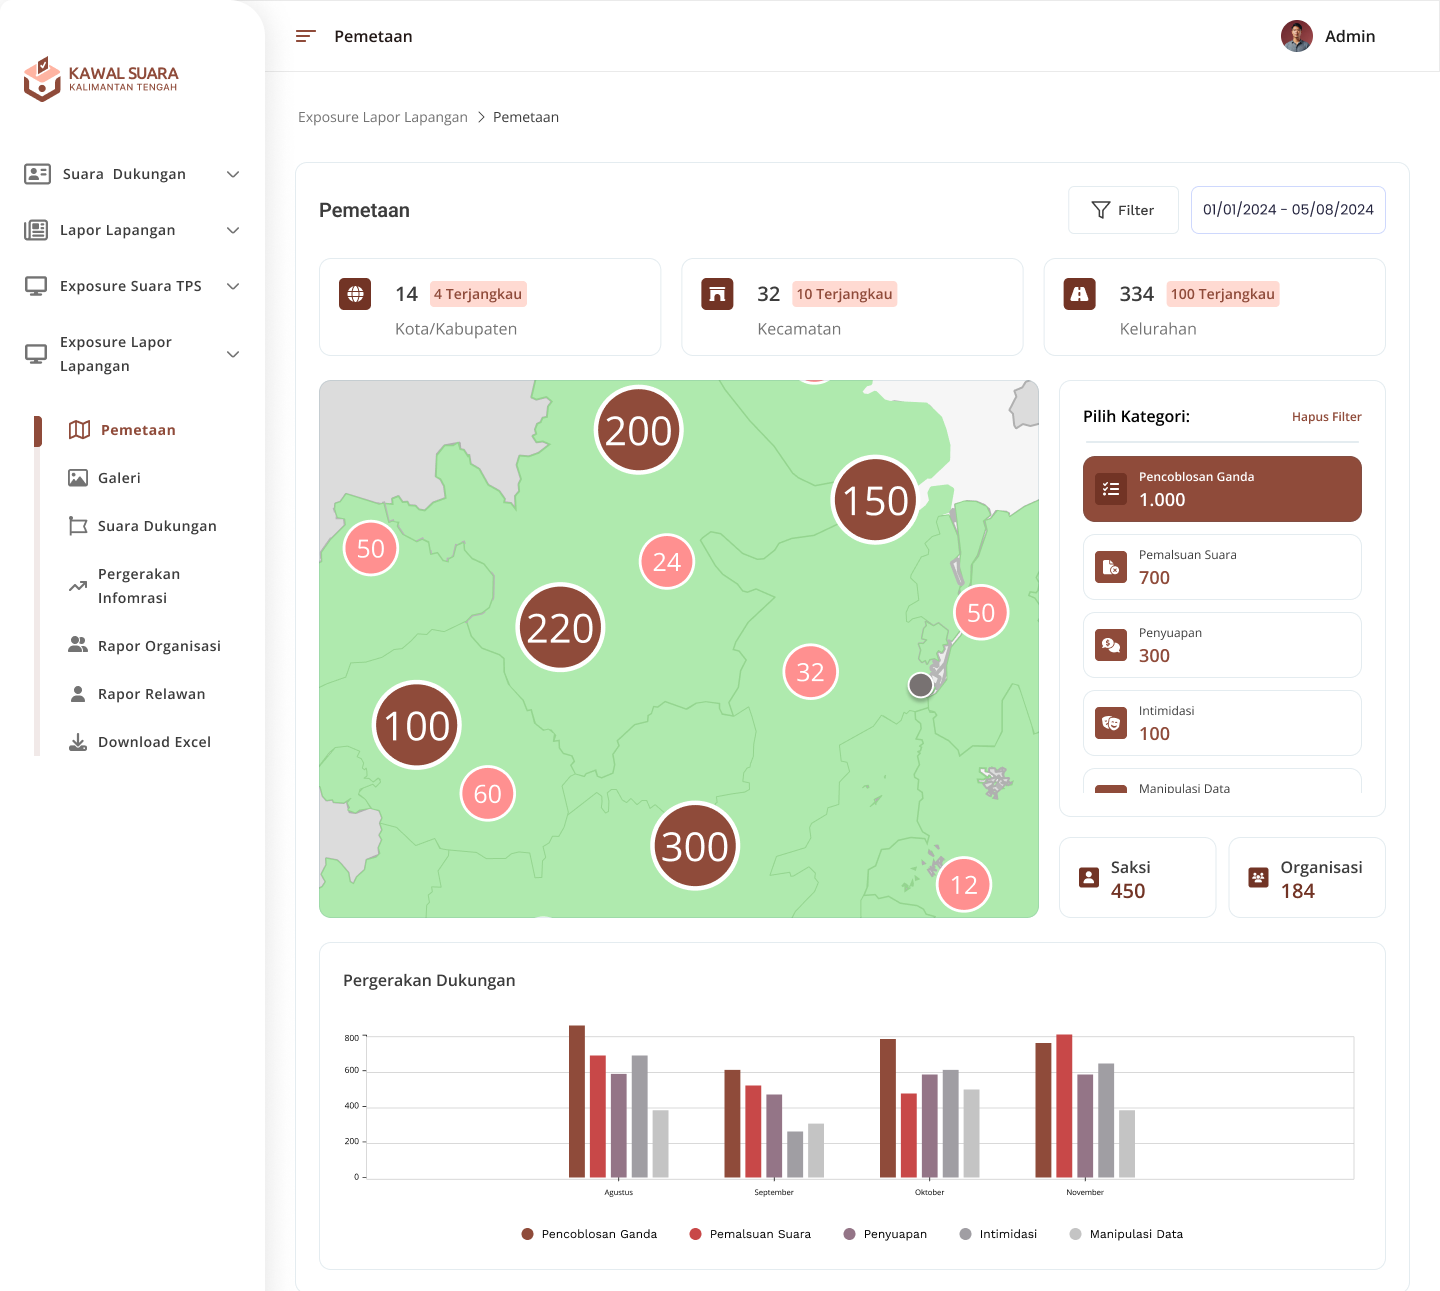 KAWAL SUARA
KALIMANTAN TENGAH
Suara Dukungan
Lapor Lapangan
Exposure Suara TPS
Exposure Lapor
Lapangan
Pemetaan
Galeri
Suara Dukungan
Pergerakan
Infomrasi
Rapor Organisasi
Rapor Relawan
Download Excel
Pemetaan
Admin
Exposure Lapor Lapangan > Pemetaan
Pemetaan
Filter
01/01/2024 - 05/08/2024
14 4 Terjangkau
Kota/Kabupaten
32 10 Terjangkau
Kecamatan
334 100 Terjangkau
Kelurahan
200
150
50
24
220
50
32
100
60
300
12
Pilih Kategori:
Hapus Filter
Pencoblosan Ganda
1.000
Pemalsuan Suara
700
Penyuapan
300
Intimidasi
100
Manipulasi Data
Saksi
450
Organisasi
184
Pergerakan Dukungan
800
600
400
200
0
Agustus
September
Oktober
November
Pencoblosan Ganda
Pemalsuan Suara
Penyuapan
Intimidasi
Manipulasi Data